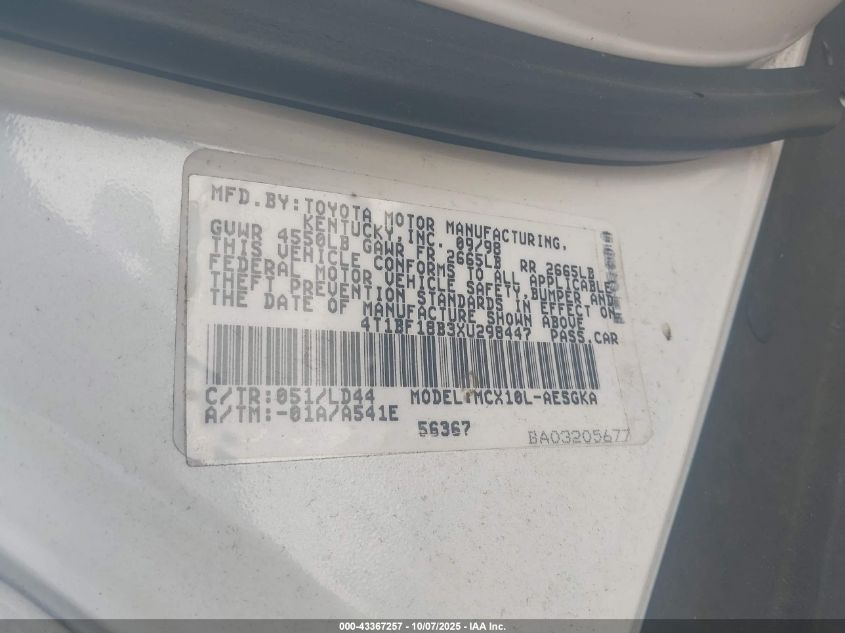 MFD.BY:TOYOTA MOTOR MANUFACTURING,
KENTUCKY,INC. 09/98
GVWR 4550LB GAWR FR 2665LB RR 2665LB
THIS VEHICLE CONFORMS TO ALL APPLICABLE
FEDERAL MOTOR VEHICLE SAFETY,BUMPER AND
THEFT PREVENTION STANDARDS IN EFFECT ON
THE DATE OF MANUFACTURE SHOWN ABOVE
4T1BF18B3XU298447 PASS.CAR
C/TR:051/LD44 MODEL:MCX10L-AESGKA
A/TM:-01A/A541E
56367
BA03205677
000-43367257 - 10/07/2025 - IAA Inc.